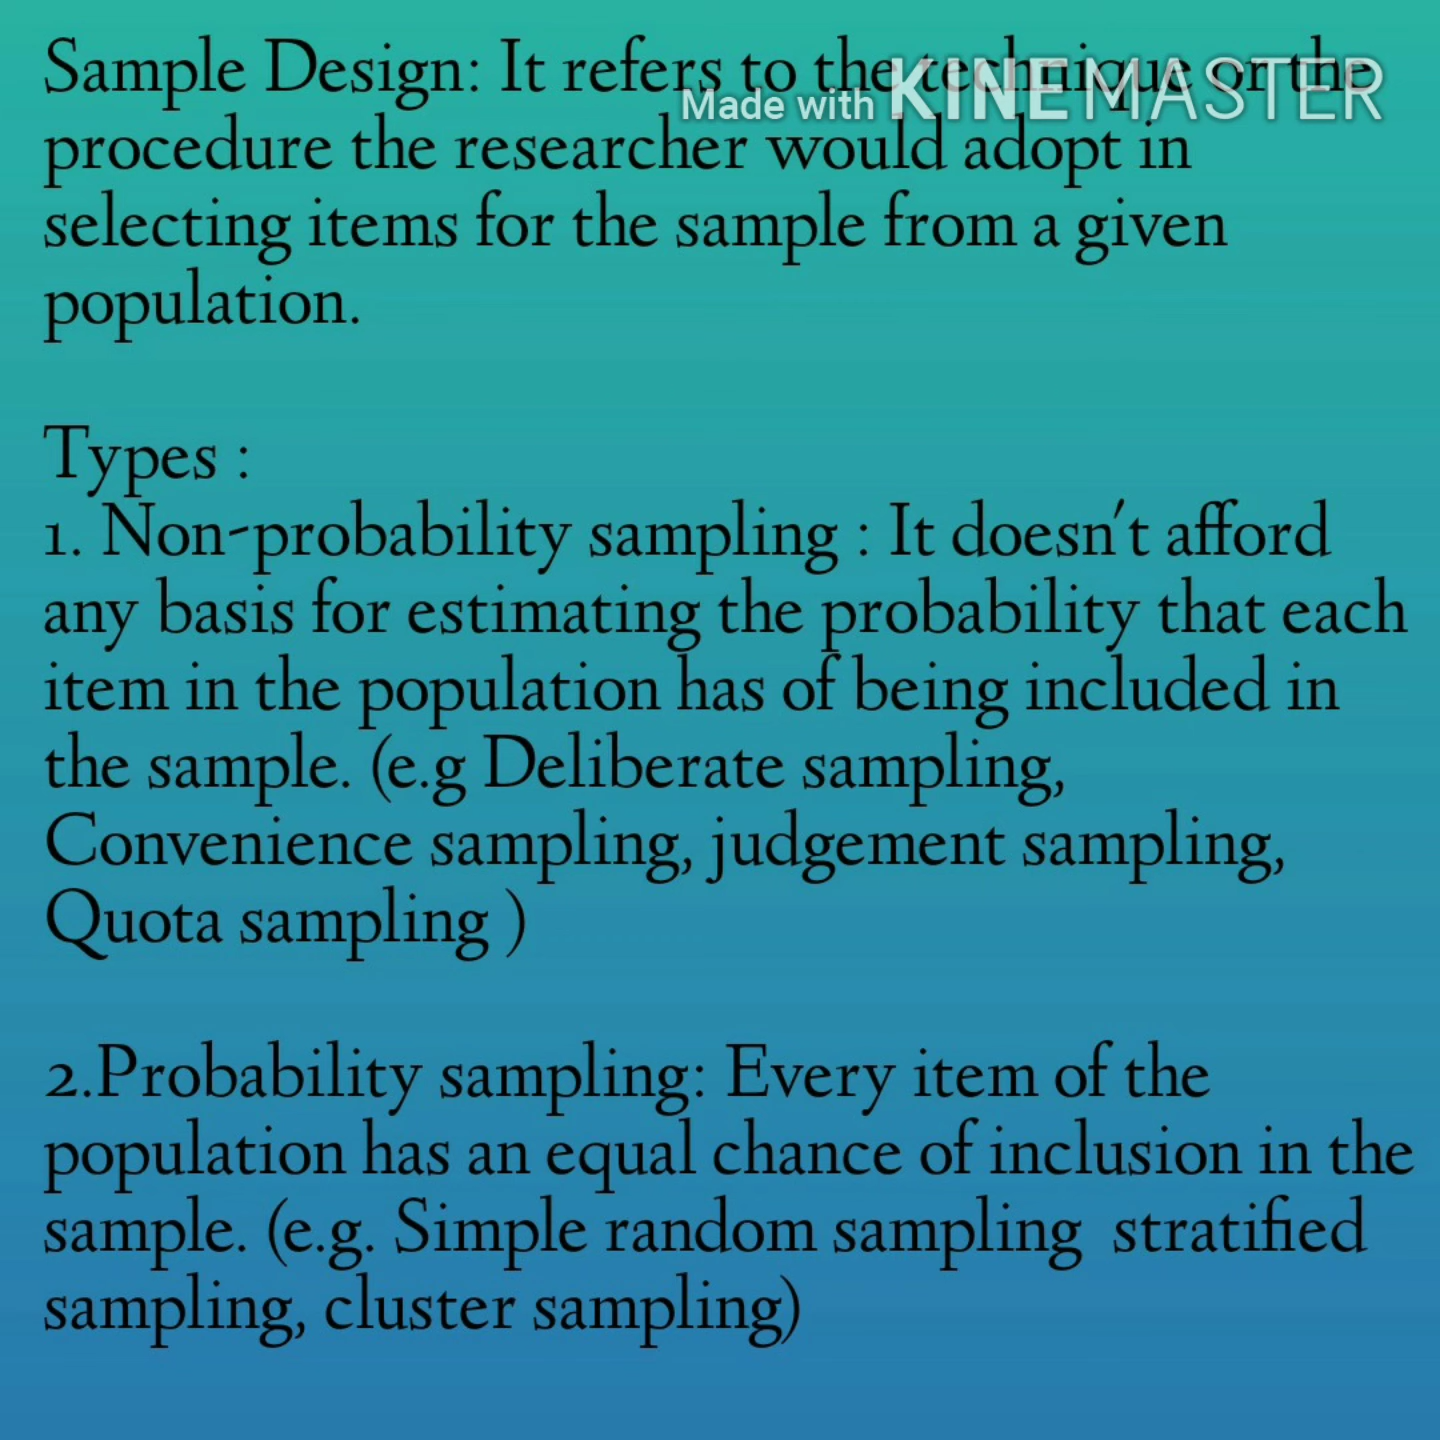 Sample Design: It refers to the technique or the
Made with KINEMASTER
procedure the researcher would adopt in
selecting items for the sample from a given
population.
Types :
1. Non-probability sampling : It doesn't afford
any basis for estimating the probability that each
item in the population has of being included in
the sample. (e.g Deliberate sampling,
Convenience sampling, judgement sampling,
Quota sampling )
2.Probability sampling: Every item of the
population has an equal chance of inclusion in the
sample. (e.g. Simple random sampling  stratified
sampling, cluster sampling)